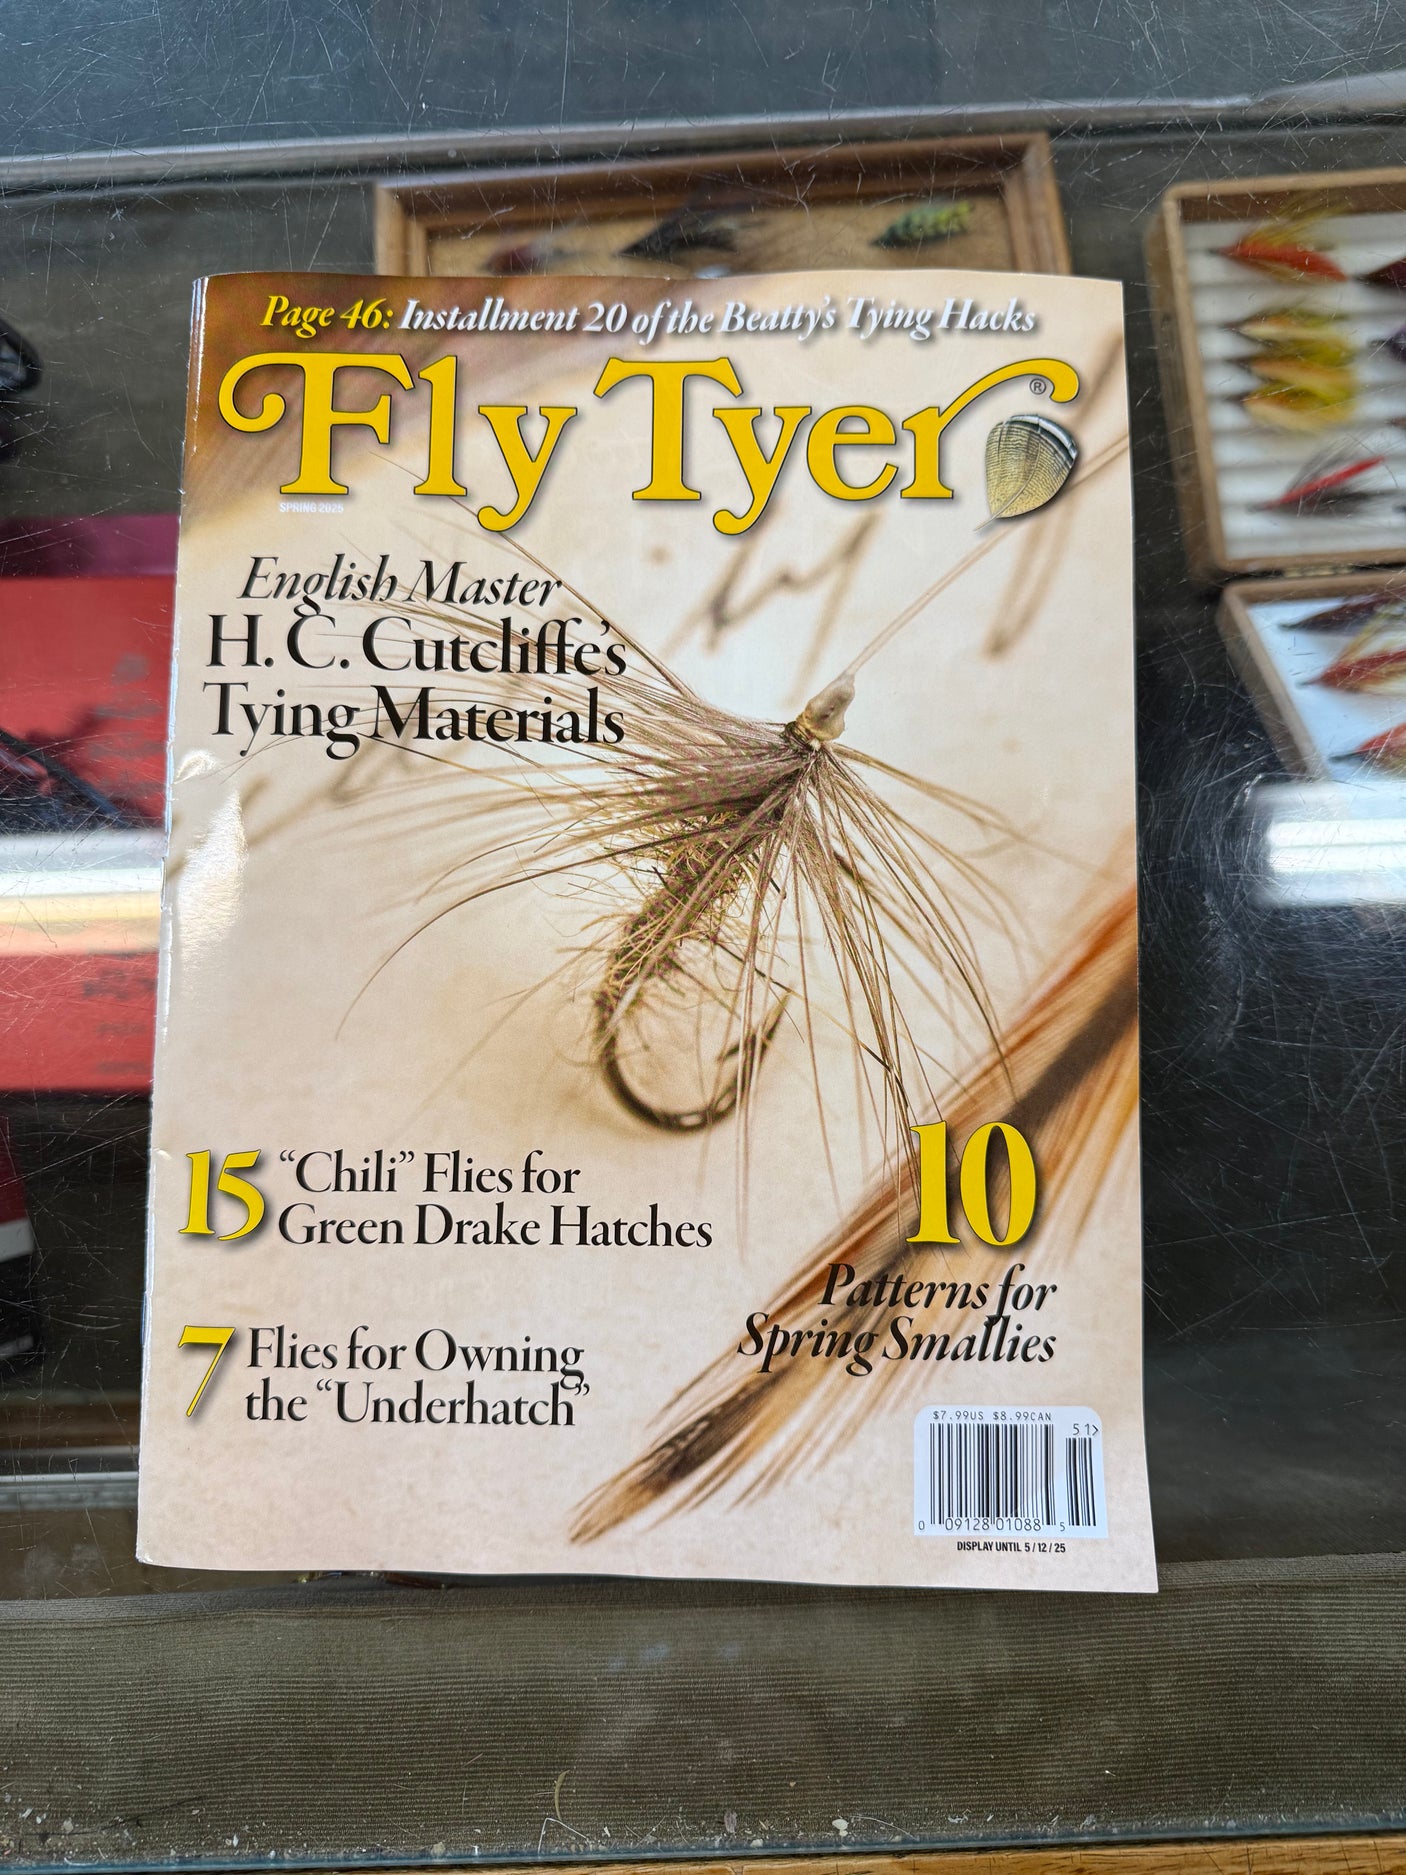 Page 46: Installment 20 of the Beatty's Tying Hacks
Fly Tyer®
SPRING 2025
English Master
H. C. Cutcliffe's
Tying Materials
15 “Chili” Flies for
Green Drake Hatches
7 Flies for Owning
the “Underhatch”
10
Patterns for
Spring Smallies
$7.99US $8.99CAN
51>
0 09128 01088 5
DISPLAY UNTIL 5/12/25